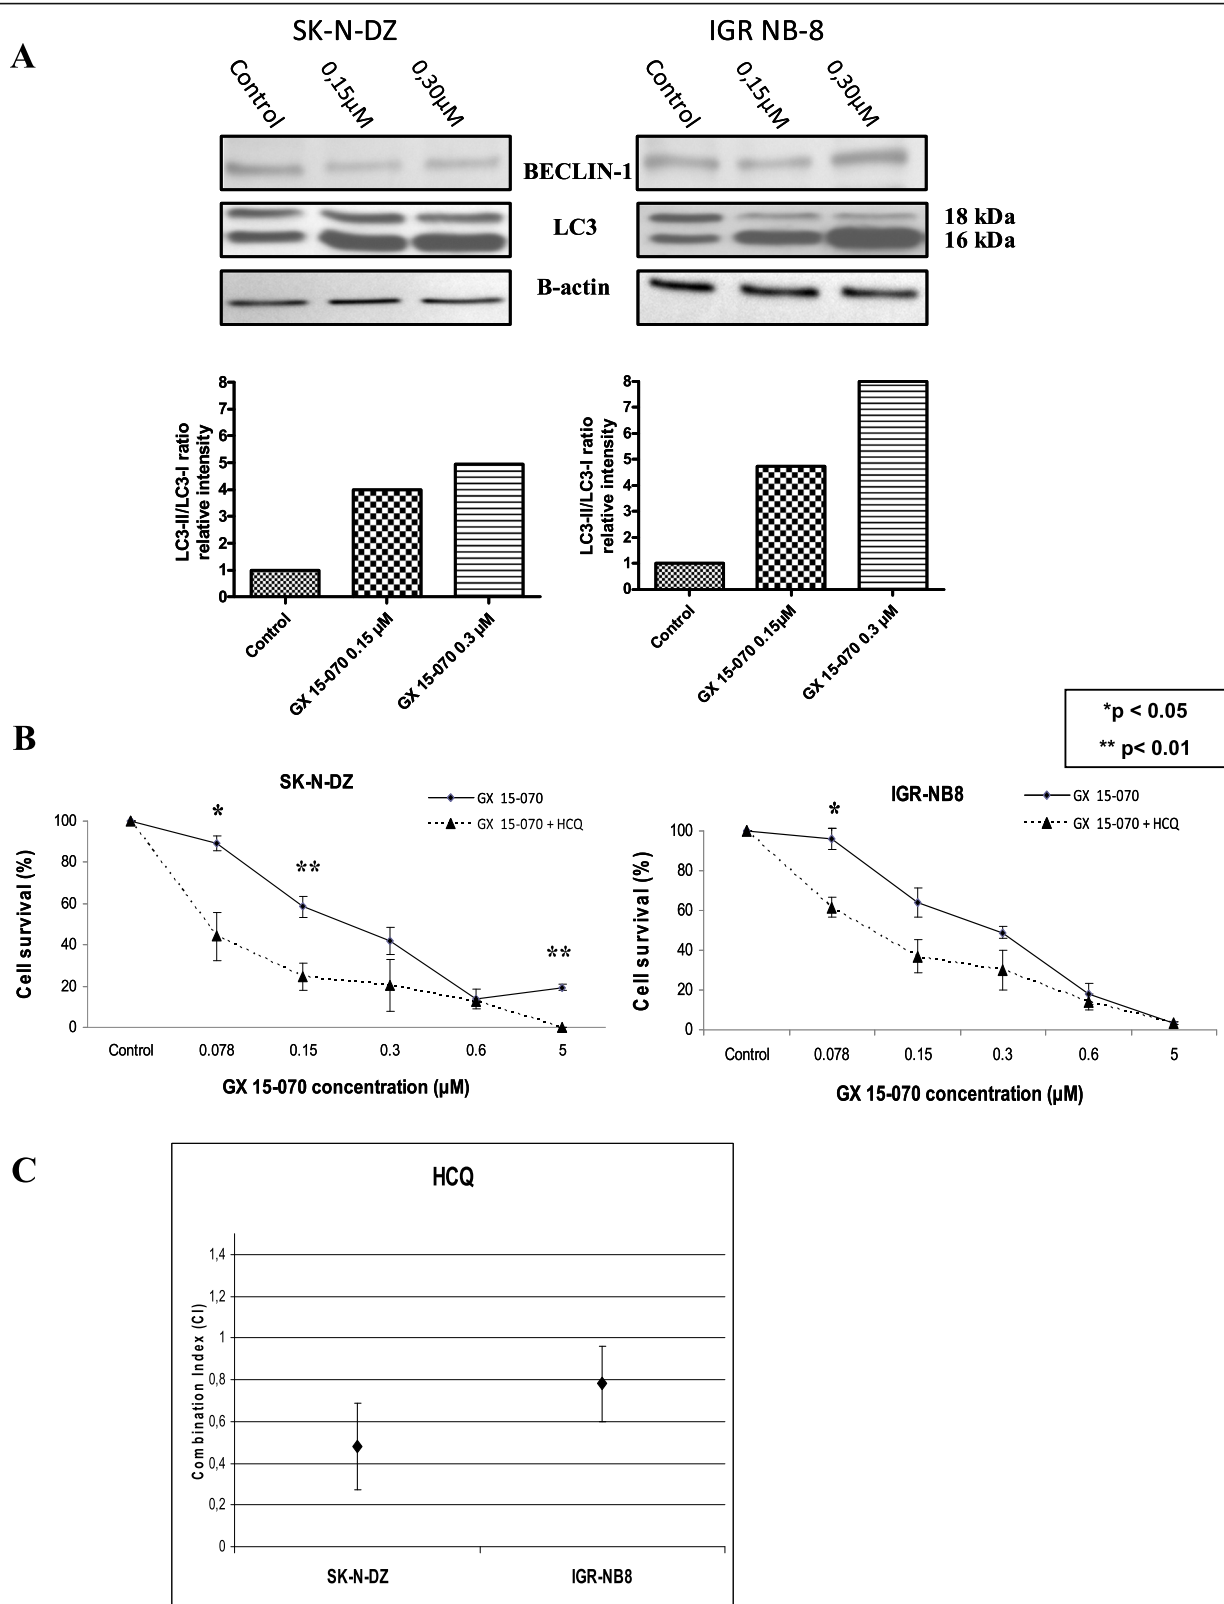 A
SK-N-DZ
IGR NB-8
Control
0,15µM
0,30µM
Control
0,15µM
0,30µM
BECLIN-1
LC3
18 kDa
16 kDa
B-actin
LC3-II/LC3-I ratio
relative intensity
8
7
6
5
4
3
2
1
0
Control
GX 15-070 0.15 µM
GX 15-070 0.3 µM
LC3-II/LC3-I ratio
relative intensity
8
7
6
5
4
3
2
1
0
Control
GX 15-070 0.15µM
GX 15-070 0.3 µM
*p < 0.05
** p< 0.01
B
SK-N-DZ
GX 15-070
GX 15-070 + HCQ
Cell survival (%)
100
80
60
40
20
0
*
**
**
Control 0.078 0.15 0.3 0.6 5
GX 15-070 concentration (µM)
IGR-NB8
GX 15-070
GX 15-070 + HCQ
Cell survival (%)
100
80
60
40
20
0
*
Control 0.078 0.15 0.3 0.6 5
GX 15-070 concentration (µM)
C
HCQ
Combination Index (CI)
1,4
1,2
1
0,8
0,6
0,4
0,2
0
SK-N-DZ IGR-NB8